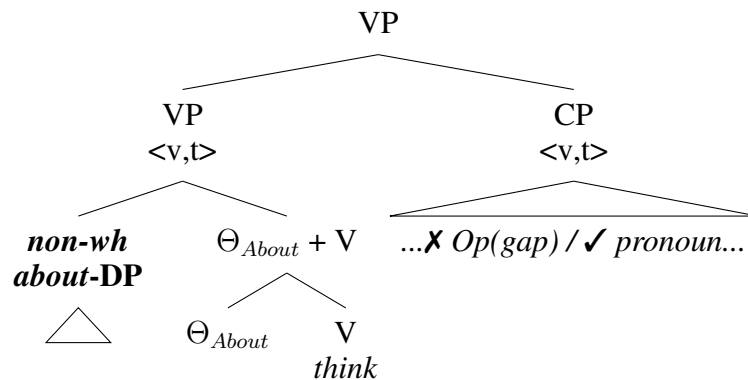 VP
VP CP
<v,t> <v,t>
non-wh Θ_About + V ...✗ Op(gap) / ✓ pronoun...
about-DP
Θ_About V
think